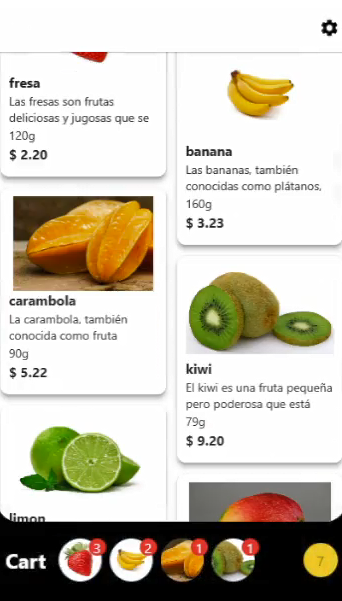 fresa
Las fresas son frutas
deliciosas y jugosas que se
120g
$ 2.20
banana
Las bananas, también
conocidas como plátanos,
160g
$ 3.23
carambola
La carambola, también
conocida como fruta
90g
$ 5.22
kiwi
El kiwi es una fruta pequeña
pero poderosa que está
79g
$ 9.20
limon
Cart
3
2
1
1
7